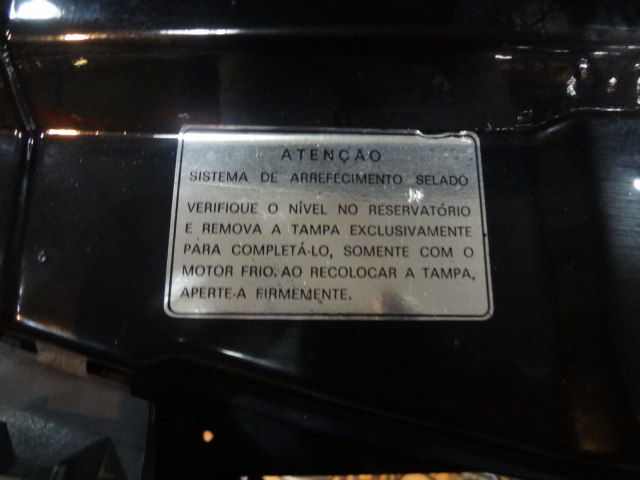 ATENÇÃO
SISTEMA DE ARREFECIMENTO SELADO
VERIFIQUE O NÍVEL NO RESERVATÓRIO
E REMOVA A TAMPA EXCLUSIVAMENTE
PARA COMPLETÁ-LO, SOMENTE COM O
MOTOR FRIO. AO RECOLOCAR A TAMPA,
APERTE-A FIRMEMENTE.